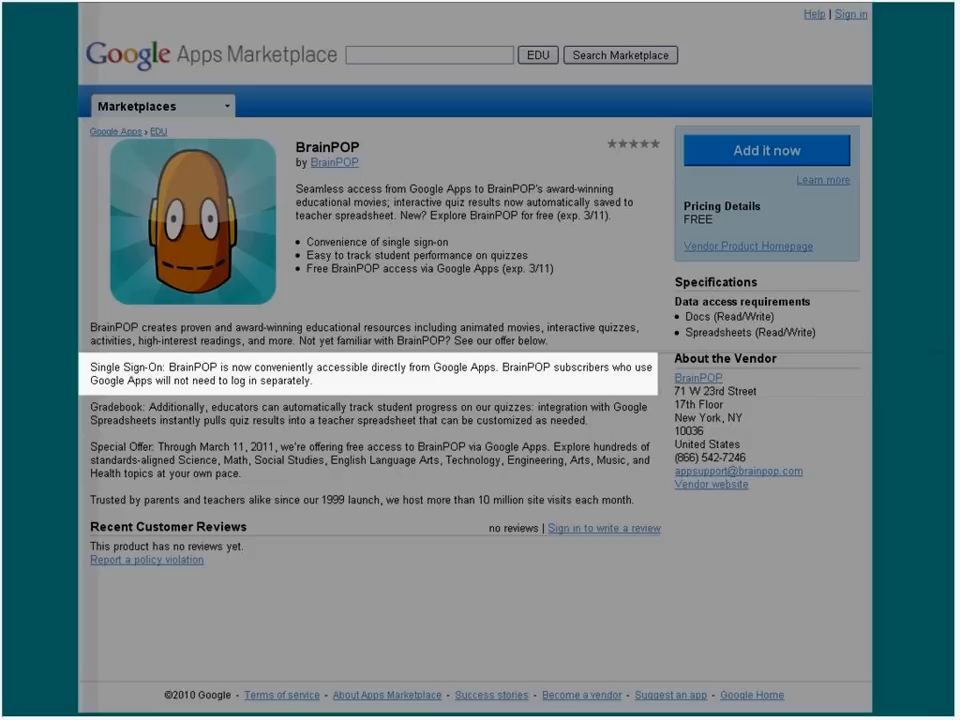 Help | Sign in
Google Apps Marketplace
EDU
Search Marketplace
Marketplaces
Google Apps › EDU
BrainPOP
by BrainPOP
Seamless access from Google Apps to BrainPOP's award-winning
educational movies; interactive quiz results now automatically saved to
teacher spreadsheet. New? Explore BrainPOP for free (exp. 3/11).
• Convenience of single sign-on
• Easy to track student performance on quizzes
• Free BrainPOP access via Google Apps (exp. 3/11)
Add it now
Learn more
Pricing Details
FREE
Vendor Product Homepage
BrainPOP creates proven and award-winning educational resources including animated movies, interactive quizzes,
activities, high-interest readings, and more. Not yet familiar with BrainPOP? See our offer below.
Single Sign-On: BrainPOP is now conveniently accessible directly from Google Apps. BrainPOP subscribers who use
Google Apps will not need to log in separately.
Gradebook: Additionally, educators can automatically track student progress on our quizzes: integration with Google
Spreadsheets instantly pulls quiz results into a teacher spreadsheet that can be customized as needed.
Special Offer: Through March 11, 2011, we're offering free access to BrainPOP via Google Apps. Explore hundreds of
standards-aligned Science, Math, Social Studies, English Language Arts, Technology, Engineering, Arts, Music, and
Health topics at your own pace.
Trusted by parents and teachers alike since our 1999 launch, we host more than 10 million site visits each month.
Specifications
Data access requirements
• Docs (Read/Write)
• Spreadsheets (Read/Write)
About the Vendor
BrainPOP
71 W 23rd Street
17th Floor
New York, NY
10036
United States
(866) 542-7246
appsupport@brainpop.com
Vendor website
Recent Customer Reviews
no reviews | Sign in to write a review
This product has no reviews yet.
Report a policy violation
©2010 Google - Terms of service - About Apps Marketplace - Success stories - Become a vendor - Suggest an app - Google Home